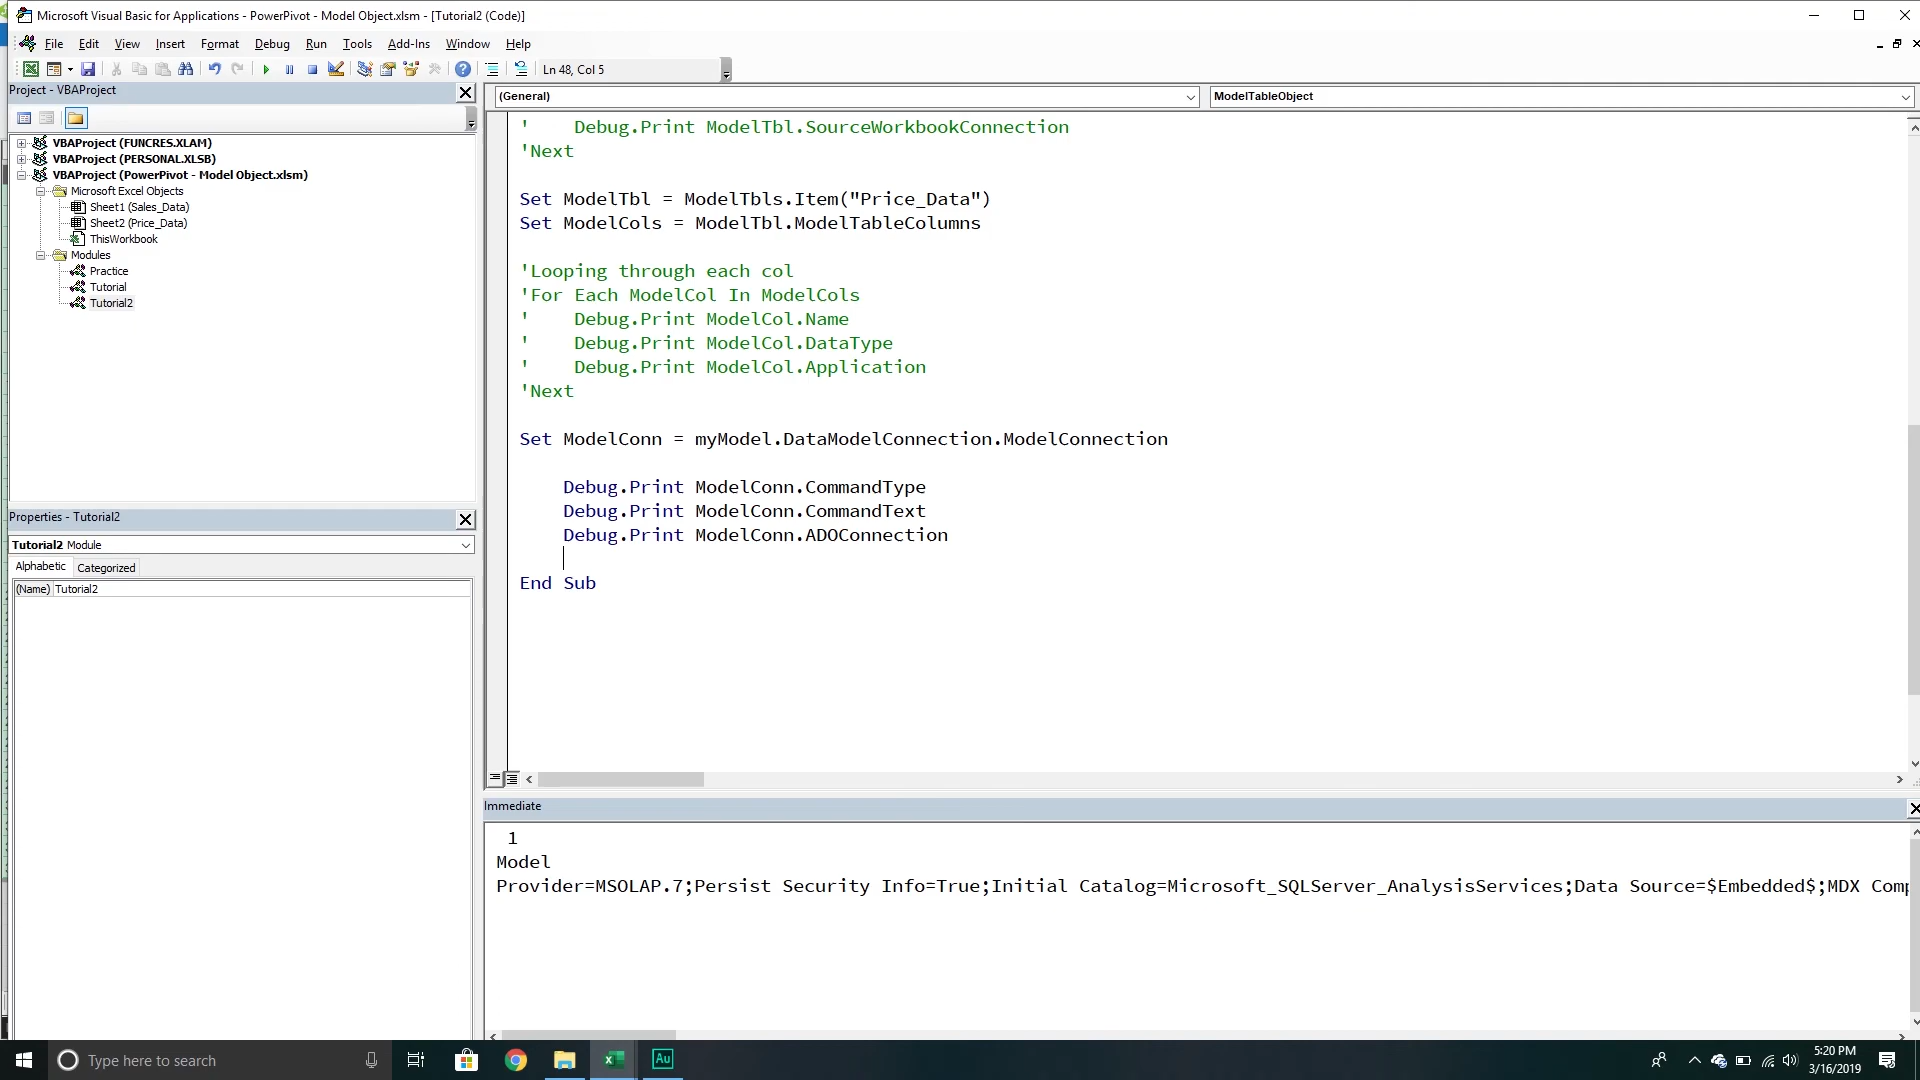 Microsoft Visual Basic for Applications - PowerPivot - Model Object.xlsm - [Tutorial2 (Code)]
File Edit View Insert Format Debug Run Tools Add-Ins Window Help
Ln 48, Col 5
Project - VBAProject
(General)
ModelTableObject
VBAProject (FUNCRES.XLAM)
VBAProject (PERSONAL.XLSB)
VBAProject (PowerPivot - Model Object.xlsm)
Microsoft Excel Objects
Sheet1 (Sales_Data)
Sheet2 (Price_Data)
ThisWorkbook
Modules
Practice
Tutorial
Tutorial2
Properties - Tutorial2
Tutorial2 Module
Alphabetic Categorized
(Name) Tutorial2
'    Debug.Print ModelTbl.SourceWorkbookConnection
'Next
Set ModelTbl = ModelTbls.Item("Price_Data")
Set ModelCols = ModelTbl.ModelTableColumns
'Looping through each col
'For Each ModelCol In ModelCols
'    Debug.Print ModelCol.Name
'    Debug.Print ModelCol.DataType
'    Debug.Print ModelCol.Application
'Next
Set ModelConn = myModel.DataModelConnection.ModelConnection
Debug.Print ModelConn.CommandType
Debug.Print ModelConn.CommandText
Debug.Print ModelConn.ADOConnection
End Sub
Immediate
1
Model
Provider=MSOLAP.7;Persist Security Info=True;Initial Catalog=Microsoft_SQLServer_AnalysisServices;Data Source=$Embedded$;MDX Comp
Type here to search
Au
5:20 PM
3/16/2019